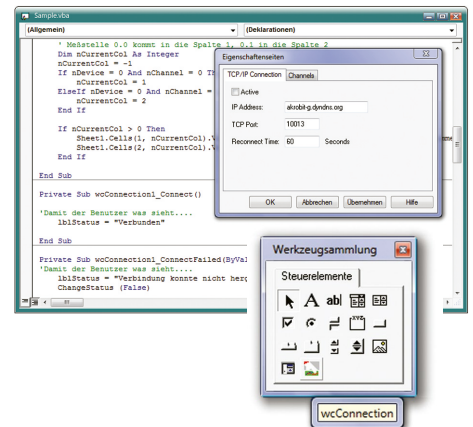 Sample.vba
(Allgemein)
(Deklarationen)
' Meßstelle 0.0 kommt in die Spalte 1, 0.1 in die Spalte 2
Dim nCurrentCol As Integer
nCurrentCol = -1
If nDevice = 0 And nChannel = 0 Th
nCurrentCol = 1
ElseIf nDevice = 0 And nChannel =
nCurrentCol = 2
End If
If nCurrentCol > 0 Then
Sheet1.Cells(1, nCurrentCol).V
Sheet1.Cells(2, nCurrentCol).V
End If
End Sub
Private Sub wcConnection1_Connect()
'Damit der Benutzer was sieht....
lblStatus = "Verbunden"
End Sub
Private Sub wcConnection1_ConnectFailed(ByVal
'Damit der Benutzer was sieht....
lblStatus = "Verbindung konnte nicht herg
ChangeStatus (False)
Eigenschaftenseiten
TCP/IP Connection Channels
Active
IP Address: akrobit-g.dyndns.org
TCP Port: 10013
Reconnect Time: 60 Seconds
OK Abbrechen Übernehmen Hilfe
Werkzeugsammlung
Steuerelemente
A ab
XYZ
wcConnection